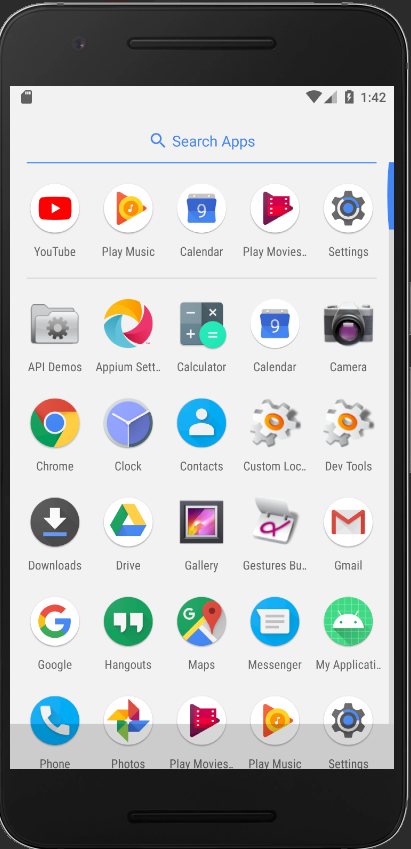 1:42
Search Apps
YouTube Play Music Calendar Play Movies.. Settings
API Demos Appium Sett.. Calculator Calendar Camera
Chrome Clock Contacts Custom Loc.. Dev Tools
Downloads Drive Gallery Gestures Bu.. Gmail
Google Hangouts Maps Messenger My Applicati..
Phone Photos Play Movies.. Play Music Settings